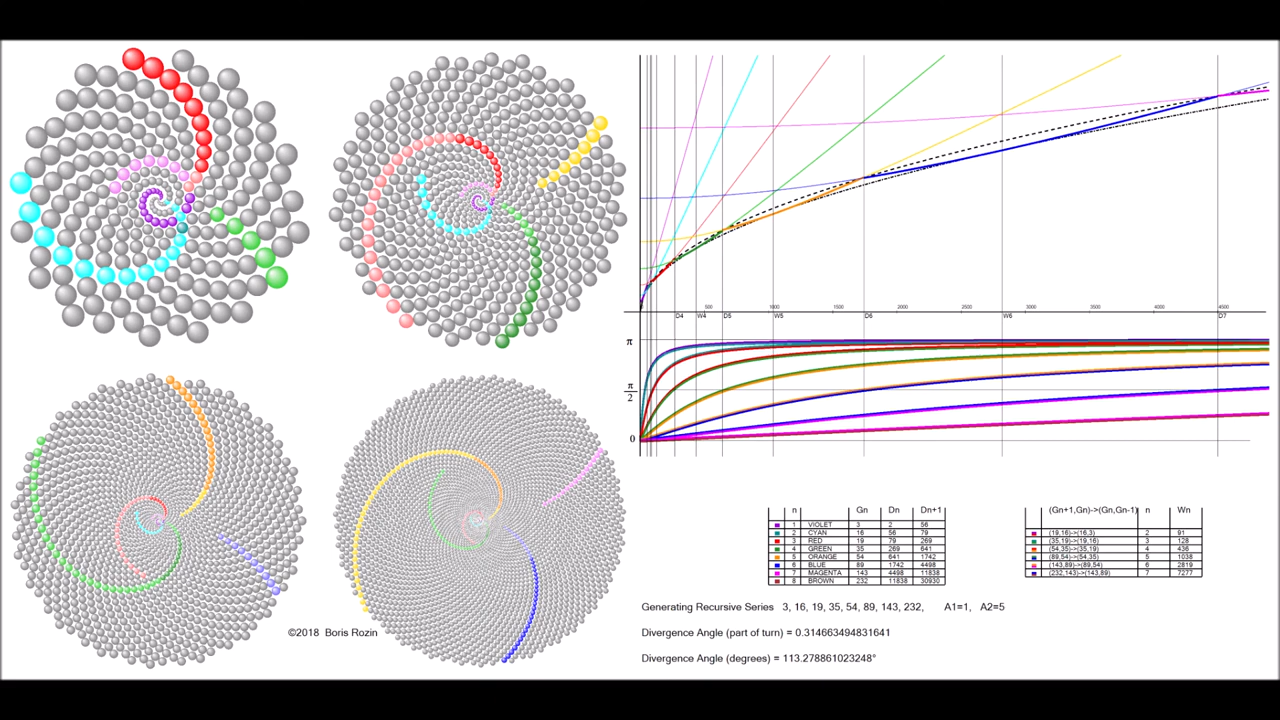 500 1000 1500 2000 2500 3000 3500 4000 4500
D4 W4 D5 W5 D6 W6 D7
π
π
2
0
n Gn Dn Dn+1
1 VIOLET 3 2 56
2 CYAN 16 56 79
3 RED 19 79 269
4 GREEN 35 269 641
5 ORANGE 54 641 1742
6 BLUE 89 1742 4498
7 MAGENTA 143 4498 11838
8 BROWN 232 11838 30930
(Gn+1,Gn)->(Gn,Gn-1) n Wn
(19,16)->(16,3) 2 91
(35,19)->(19,16) 3 128
(54,35)->(35,19) 4 436
(89,54)->(54,35) 5 1038
(143,89)->(89,54) 6 2819
(232,143)->(143,89) 7 7277
Generating Recursive Series 3, 16, 19, 35, 54, 89, 143, 232, A1=1, A2=5
©2018 Boris Rozin
Divergence Angle (part of turn) = 0.314663494831641
Divergence Angle (degrees) = 113.278861023248°